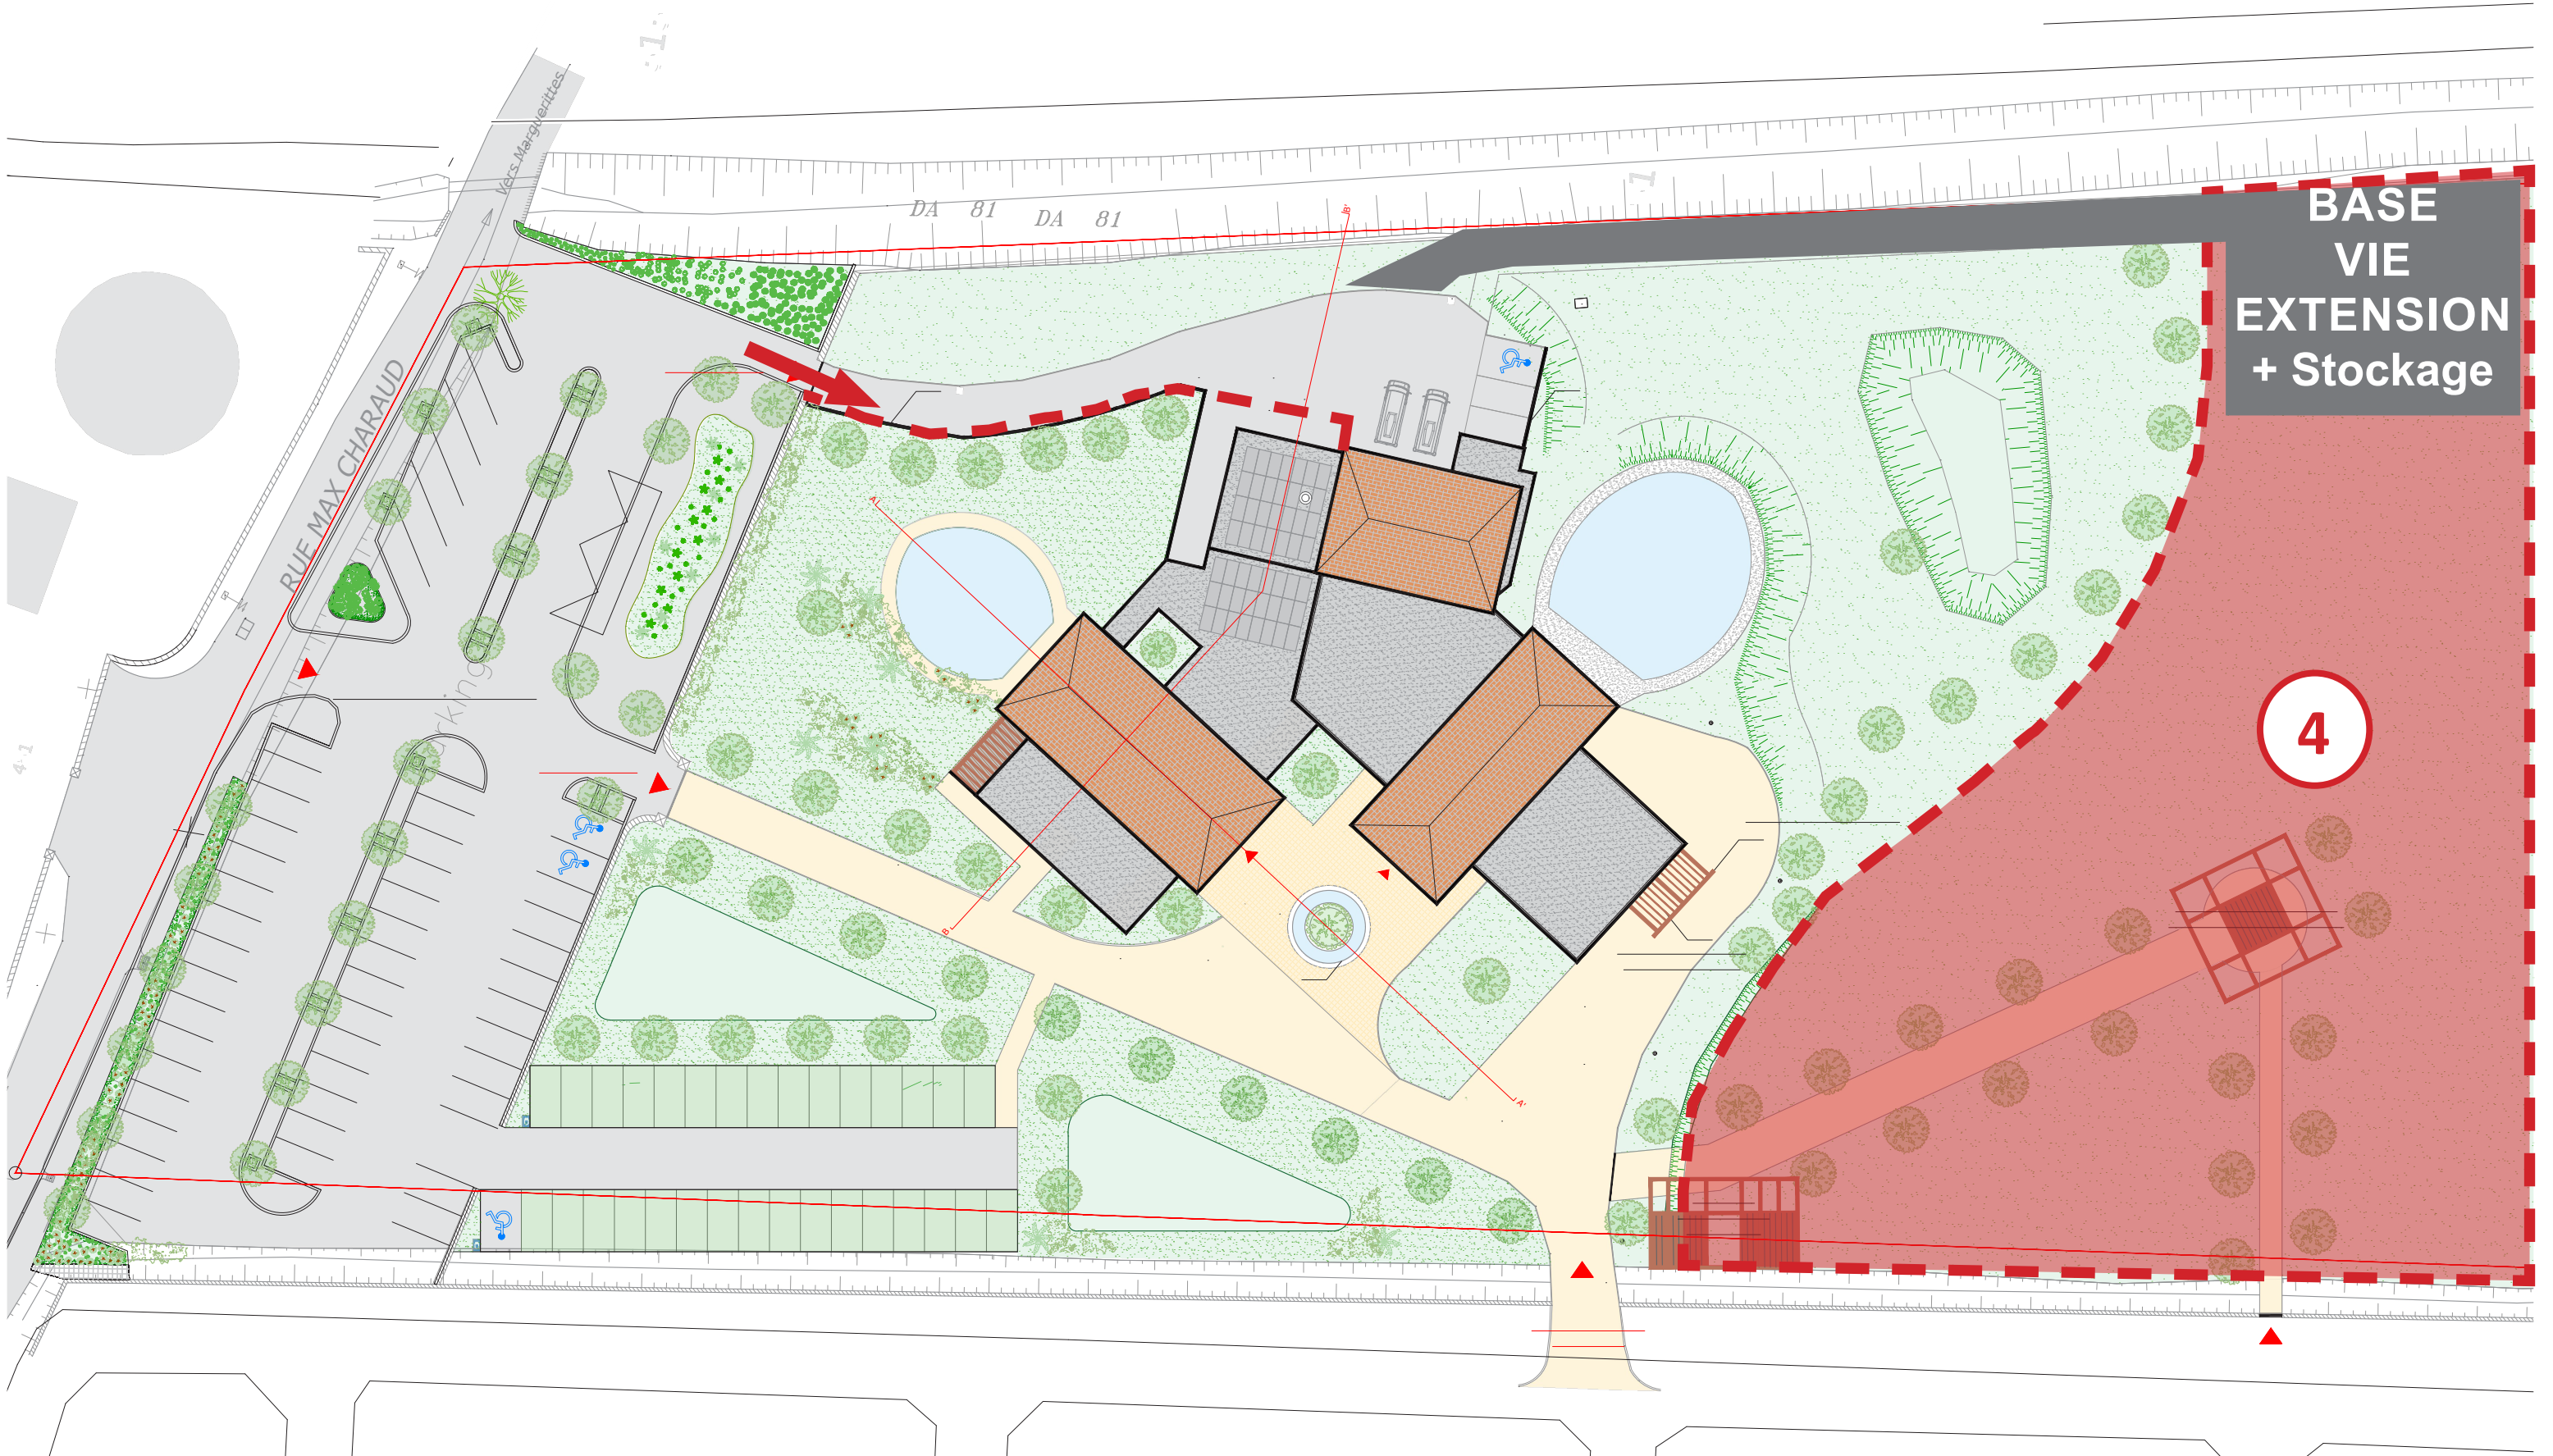 Vers Marguerittes
DA 81
DA 81
B'
BASE
VIE
EXTENSION
+ Stockage
RUE MAX CHARAUD
A
4
B
A'